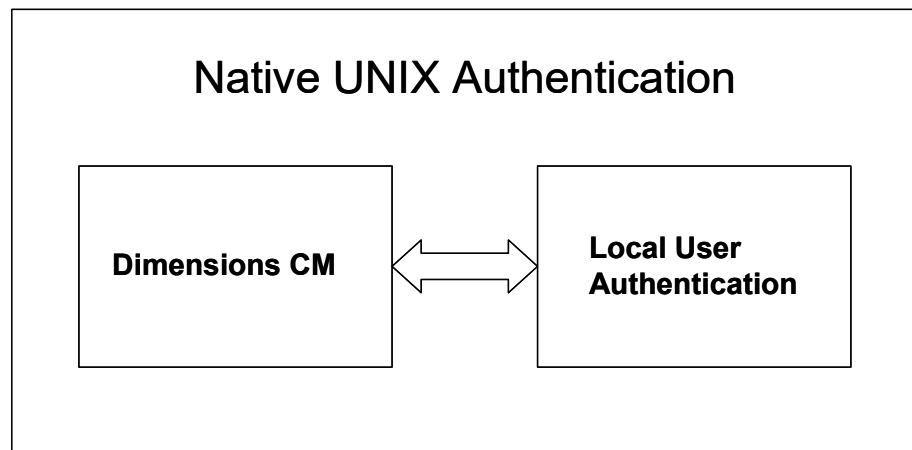 Native UNIX Authentication
Dimensions CM
Local User
Authentication